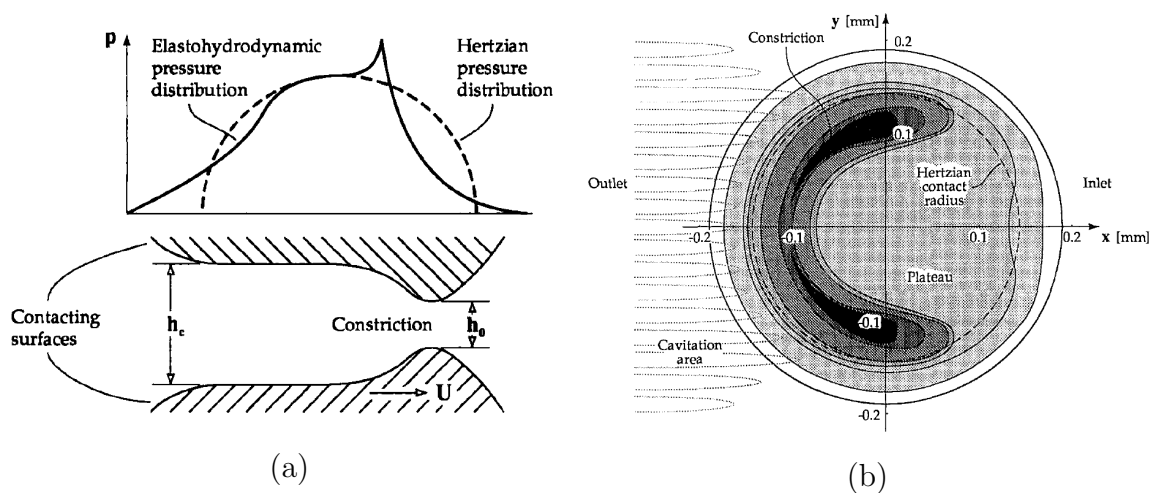 p
Elastohydrodynamic
pressure
distribution
Hertzian
pressure
distribution
Contacting
surfaces
h_c
Constriction
h_0
U
(a)
y [mm]
Constriction
0.2
0.1
Hertzian
contact
radius
Outlet
Inlet
-0.2
-0.1
0.1
0.2
x [mm]
Plateau
-0.1
Cavitation
area
-0.2
(b)